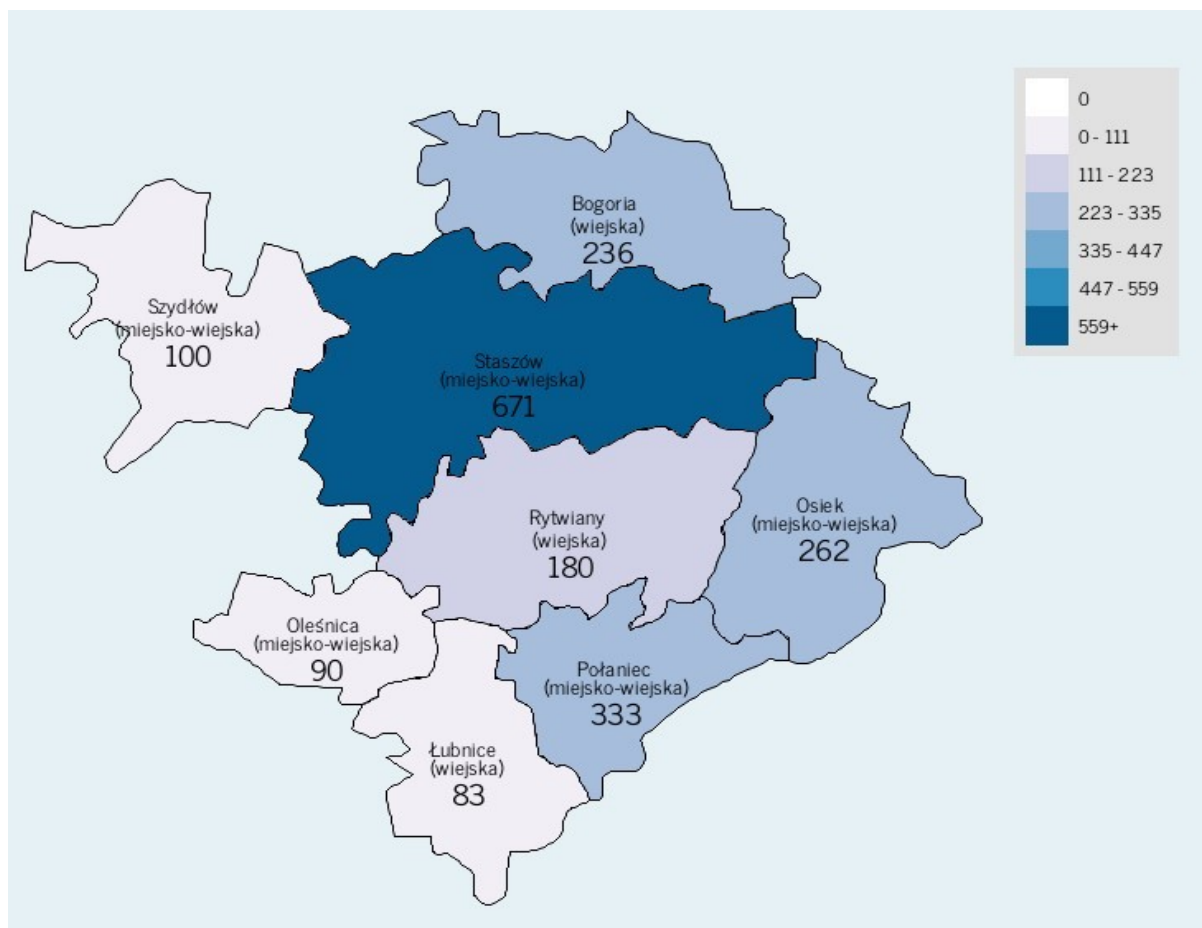 0
0 - 111
111 - 223
223 - 335
335 - 447
447 - 559
559+
Bogoria
(wiejska)
236
Szydłów
(miejsko-wiejska)
100
Staszów
(miejsko-wiejska)
671
Osiek
(miejsko-wiejska)
262
Rytwiany
(wiejska)
180
Oleśnica
(miejsko-wiejska)
90
Połaniec
(miejsko-wiejska)
333
Łubnice
(wiejska)
83